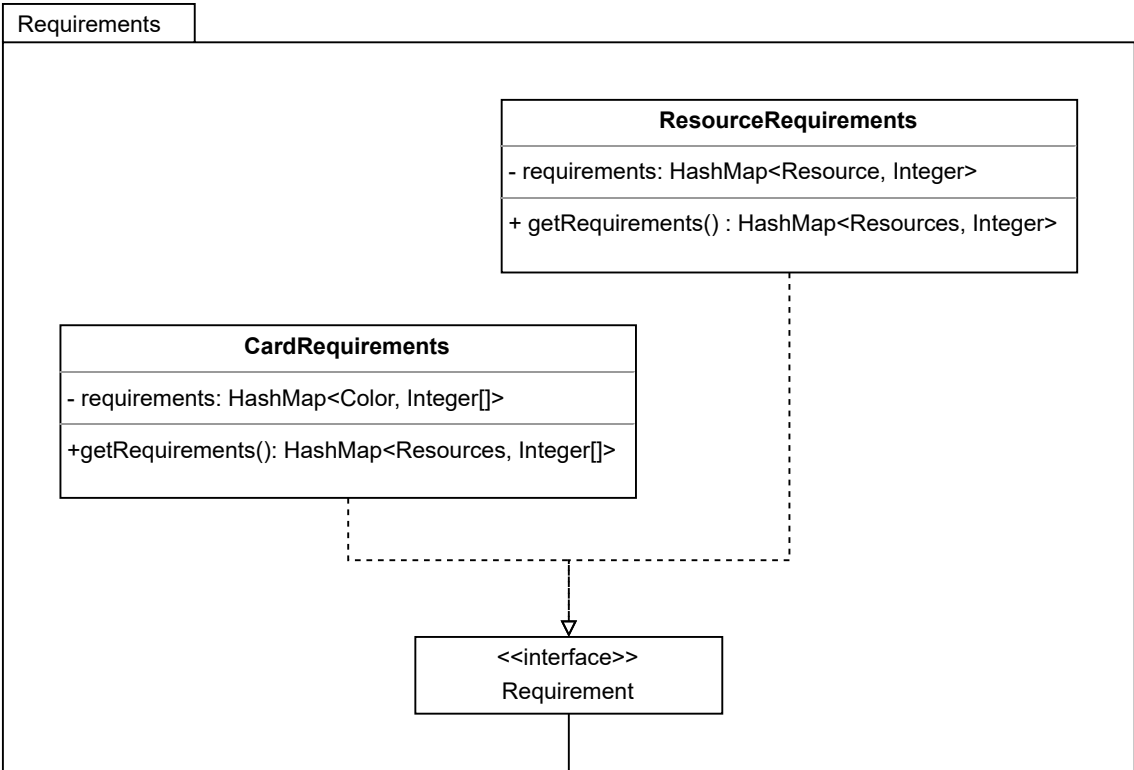 Requirements
ResourceRequirements
- requirements: HashMap<Resource, Integer>
+ getRequirements() : HashMap<Resources, Integer>
CardRequirements
- requirements: HashMap<Color, Integer[]>
+getRequirements(): HashMap<Resources, Integer[]>
<<interface>>
Requirement